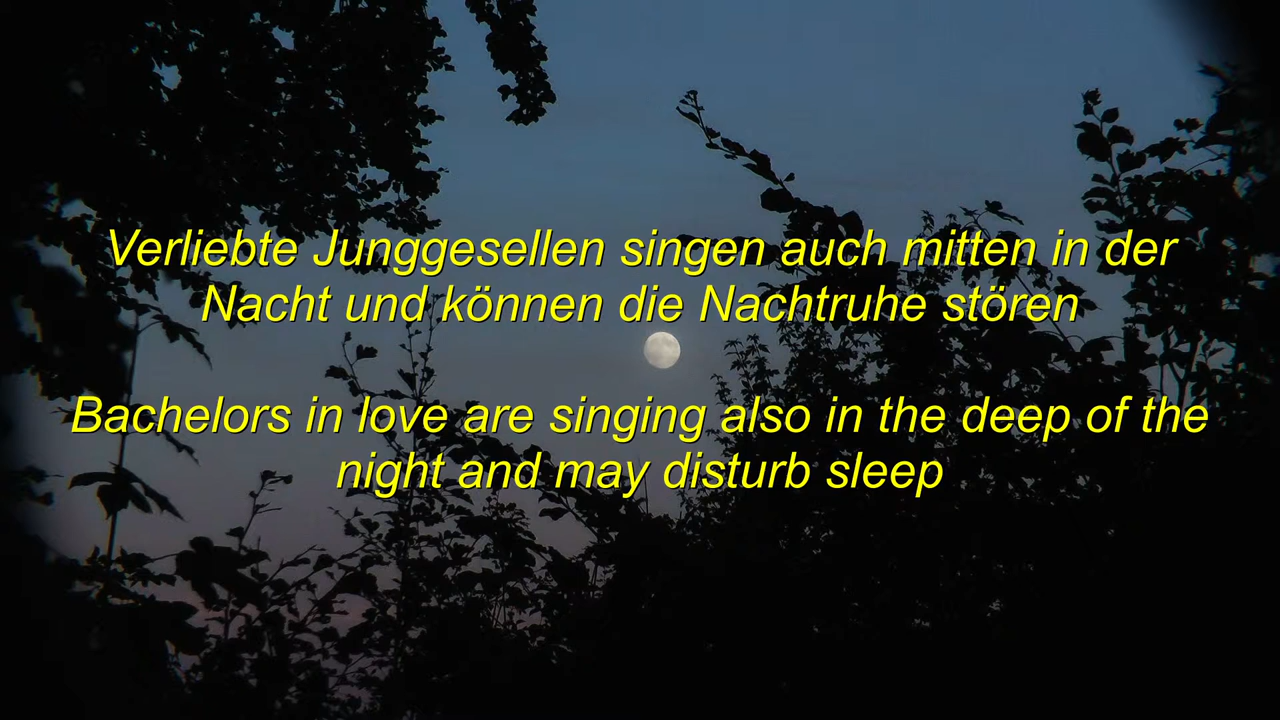 Verliebte Junggesellen singen auch mitten in der
Nacht und können die Nachtruhe stören
Bachelors in love are singing also in the deep of the
night and may disturb sleep